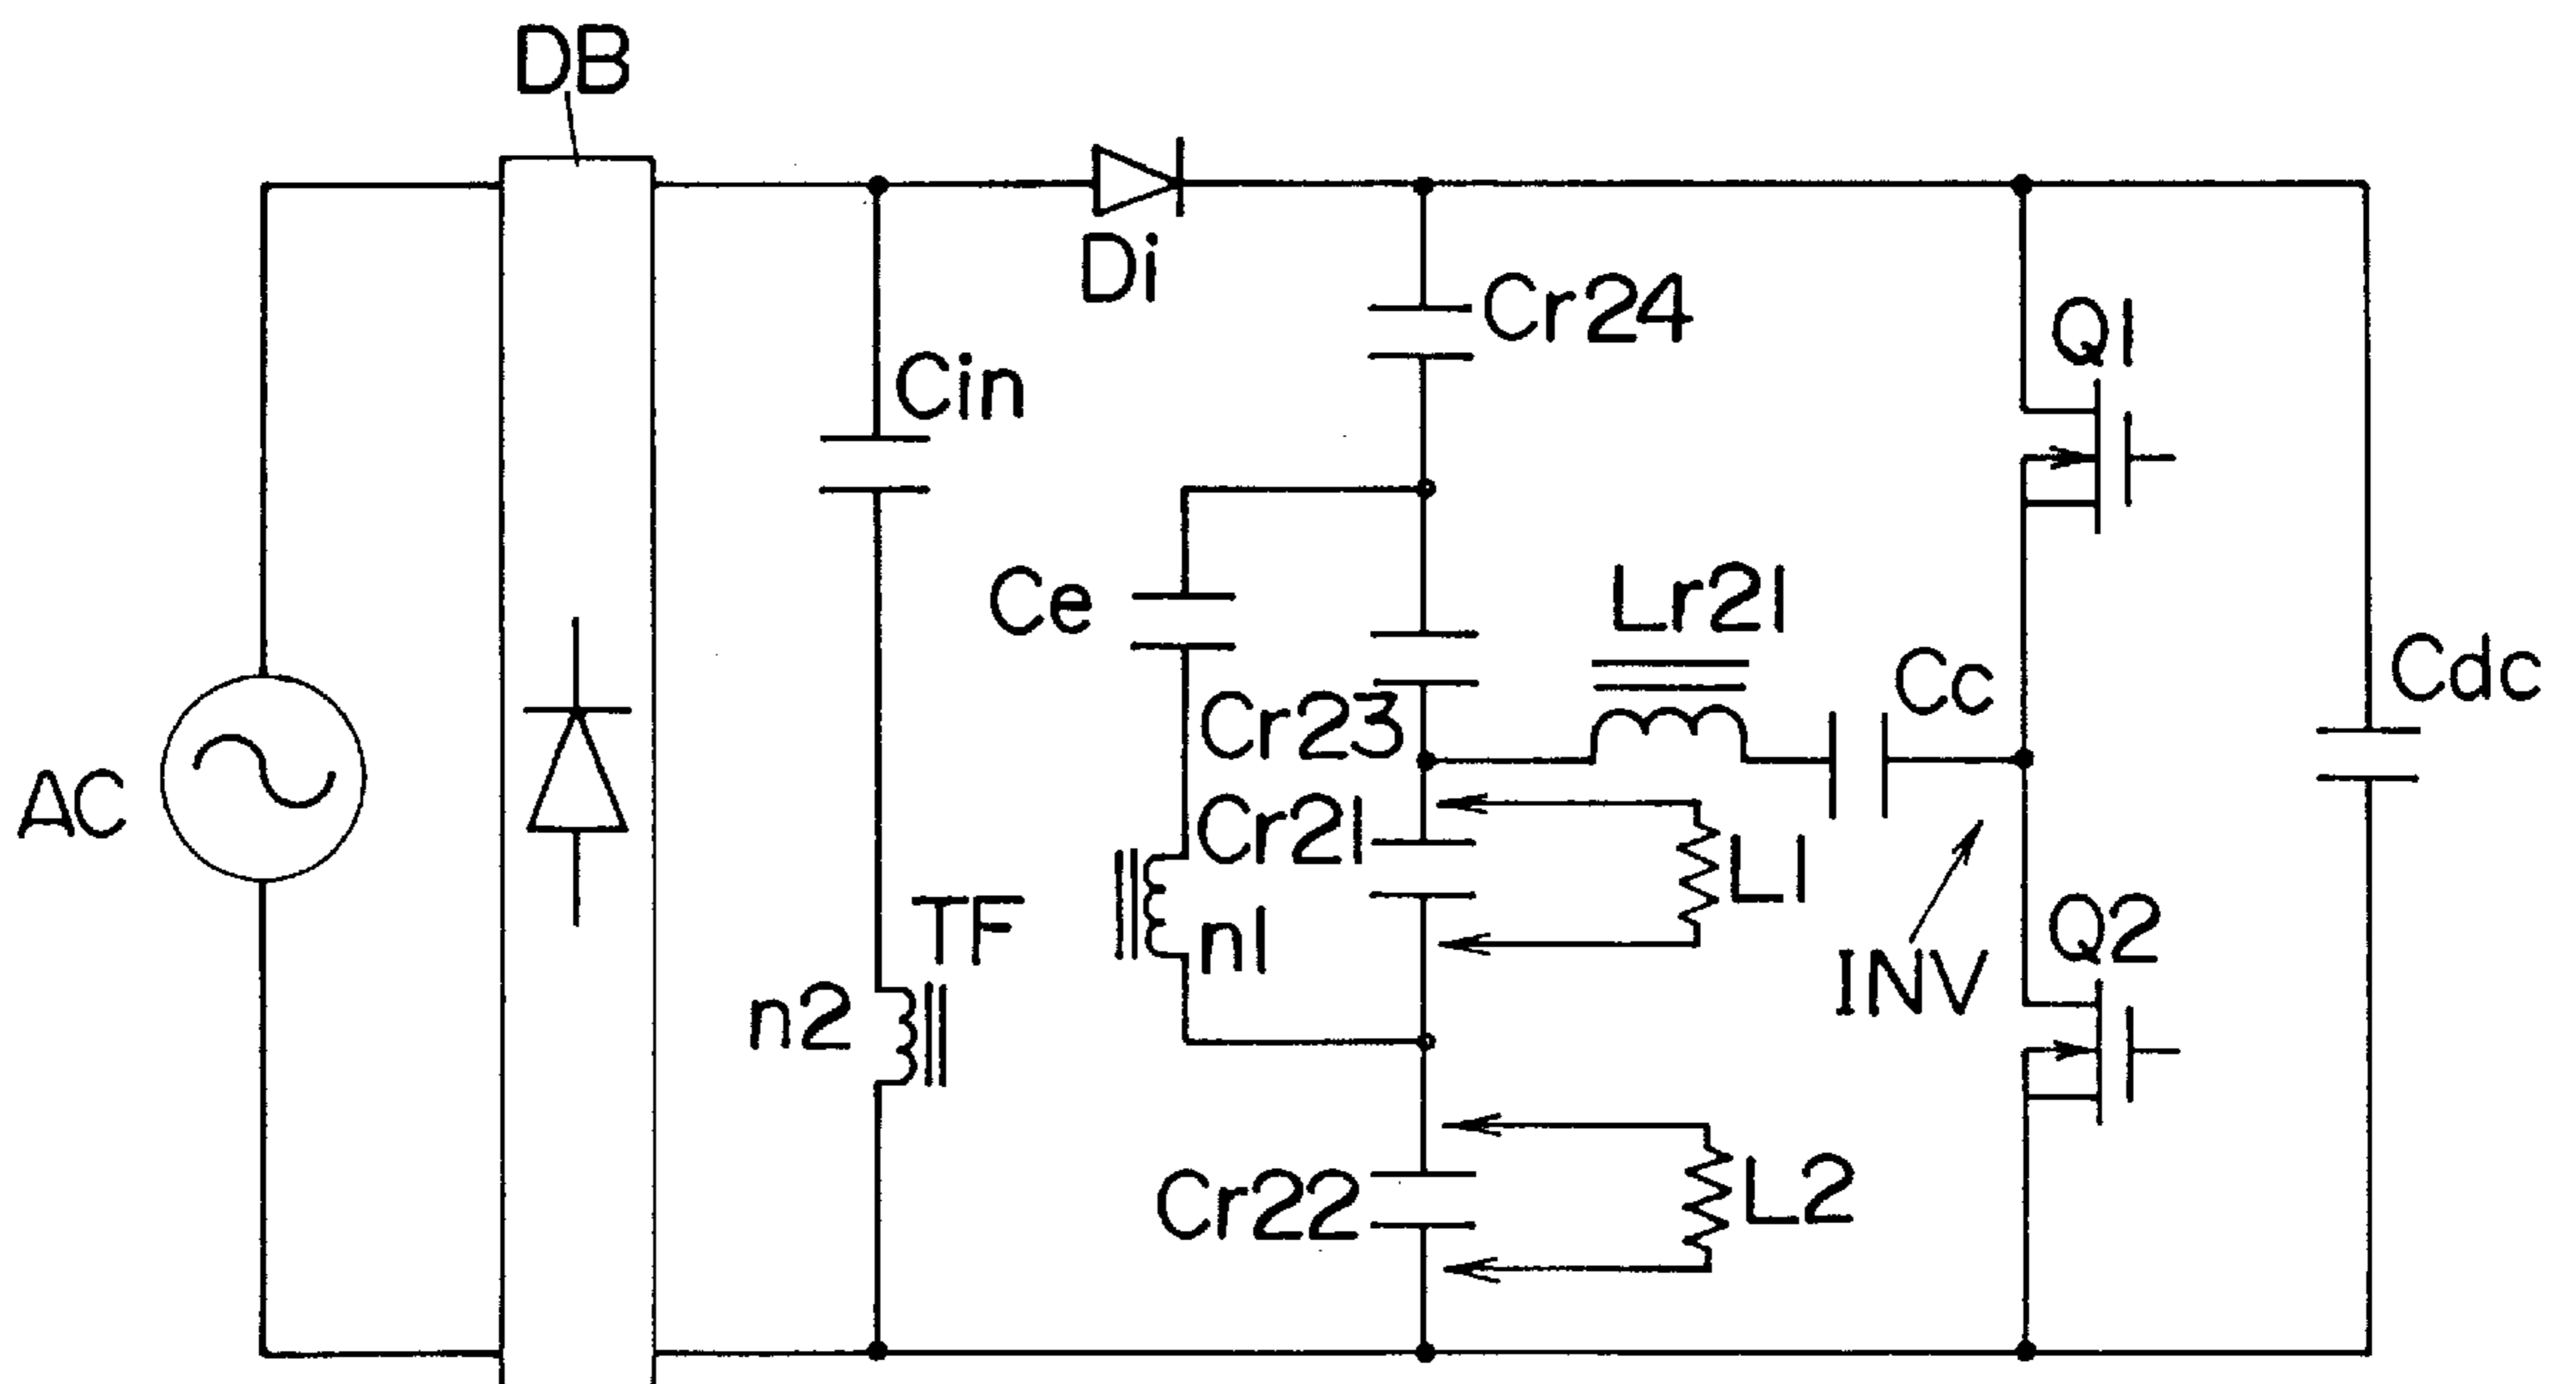 DB
Di
Cr24
Q1
Cin
Ce
Lr21
Cc
Cdc
Cr23
AC
Cr21
L1
TF
n1
n2
INV
Q2
Cr22
L2